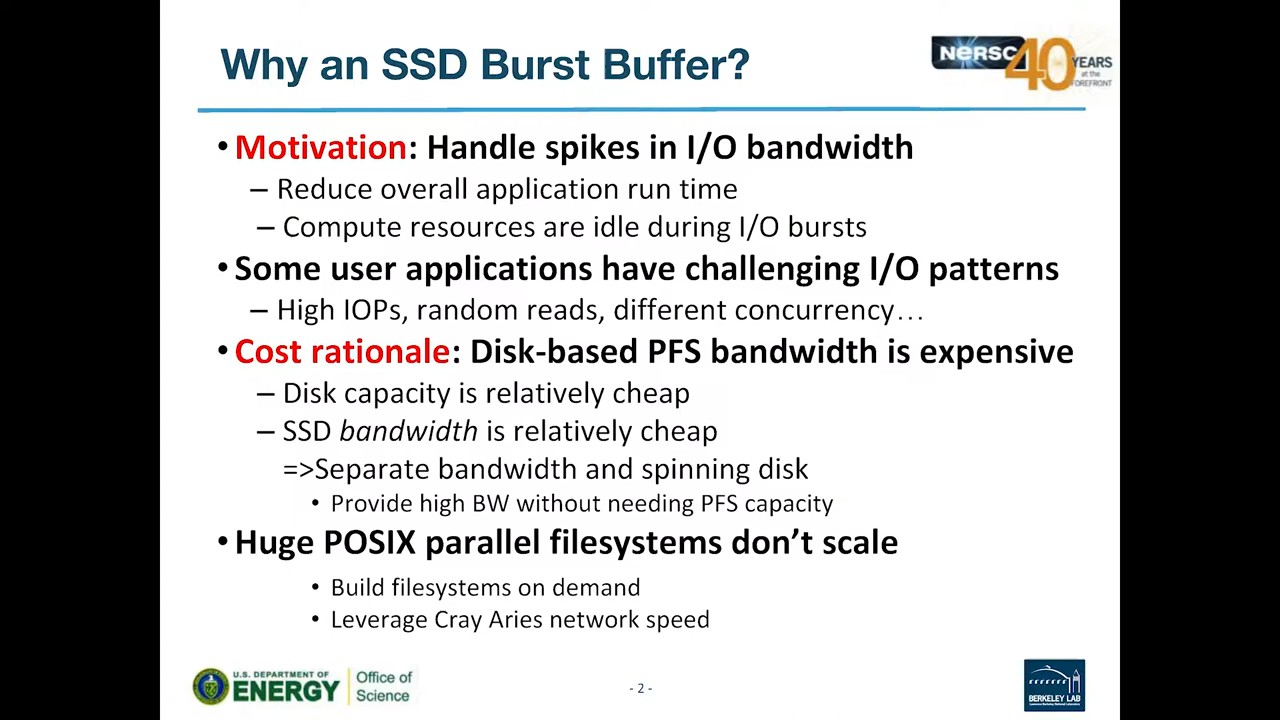 Why an SSD Burst Buffer?
NERSC 40 YEARS
at the
FOREFRONT
• Motivation: Handle spikes in I/O bandwidth
– Reduce overall application run time
– Compute resources are idle during I/O bursts
• Some user applications have challenging I/O patterns
– High IOPs, random reads, different concurrency…
• Cost rationale: Disk-based PFS bandwidth is expensive
– Disk capacity is relatively cheap
– SSD bandwidth is relatively cheap
=>Separate bandwidth and spinning disk
• Provide high BW without needing PFS capacity
• Huge POSIX parallel filesystems don’t scale
• Build filesystems on demand
• Leverage Cray Aries network speed
U.S. DEPARTMENT OF
ENERGY
Office of
Science
- 2 -
BERKELEY LAB